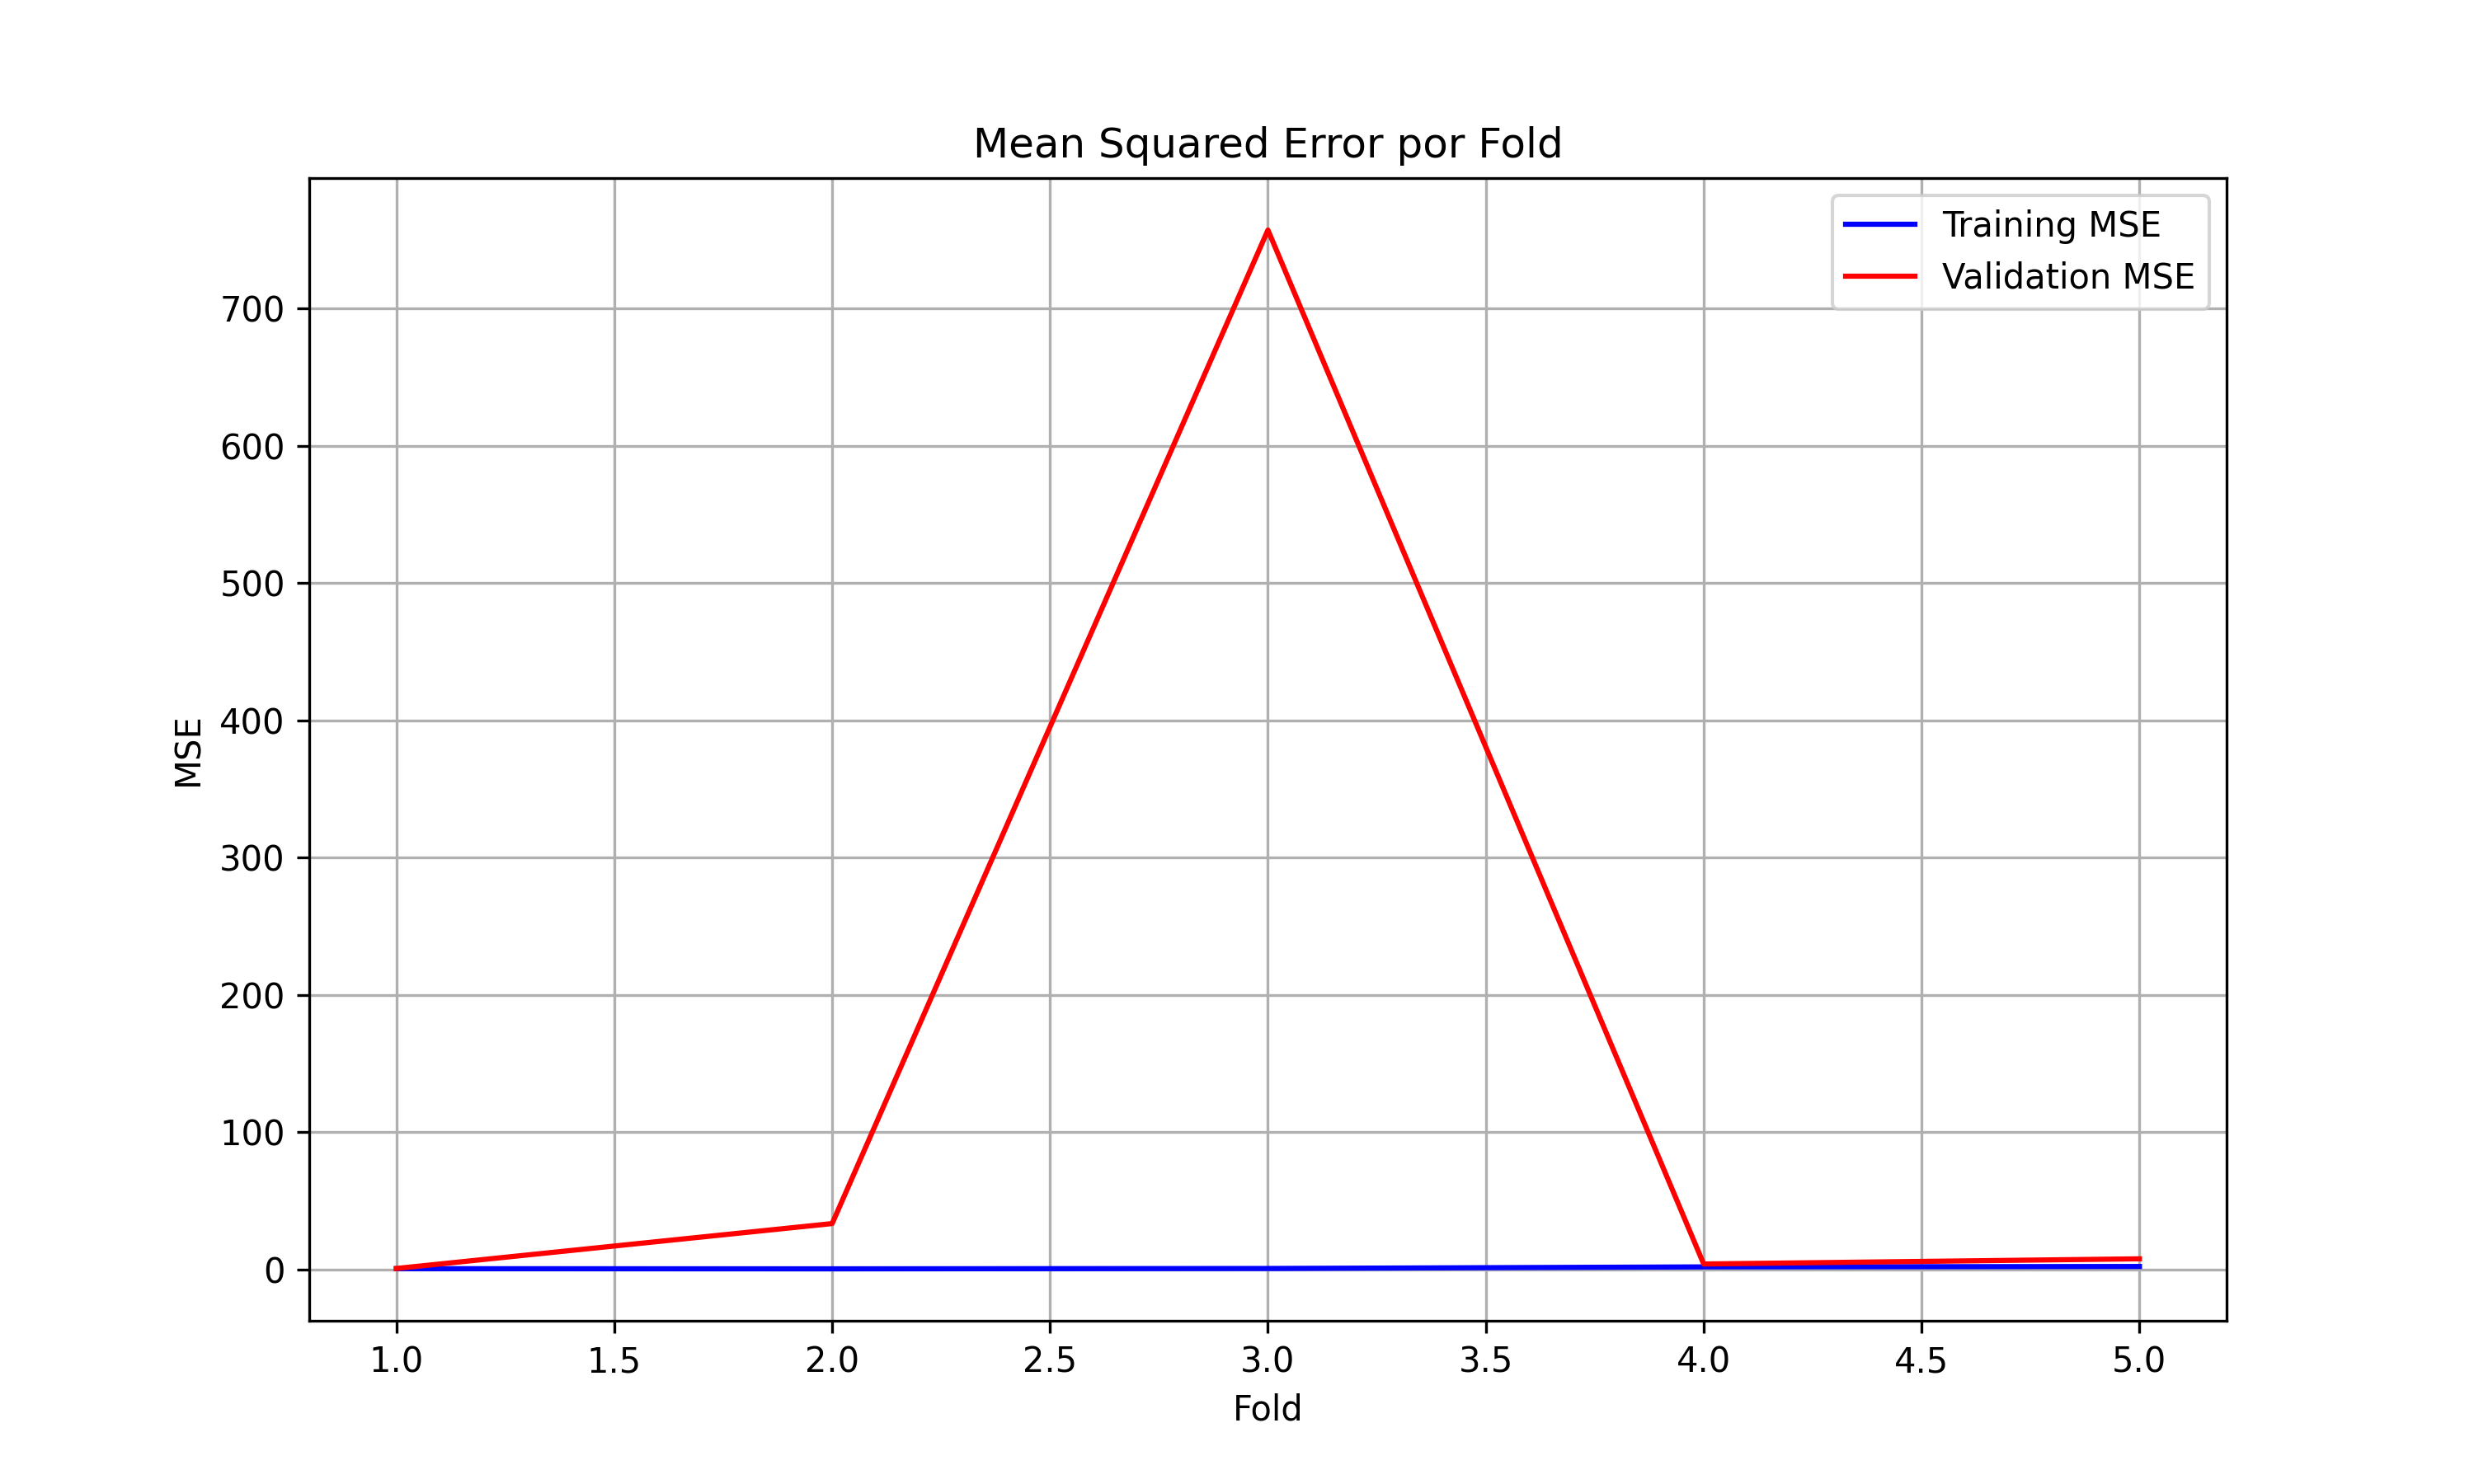 Mean Squared Error por Fold
Training MSE
Validation MSE
700
600
500
400
300
200
100
0
MSE
1.0 1.5 2.0 2.5 3.0 3.5 4.0 4.5 5.0
Fold